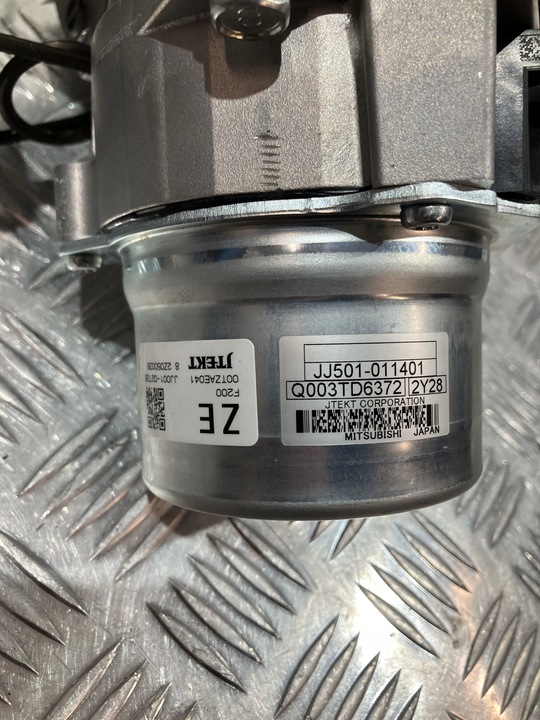 JJ501-011401
Q003TD6372 2Y28
JTEKT CORPORATION
MITSUBISHI JAPAN
ZE
F200
00TZAE041
JTEKT